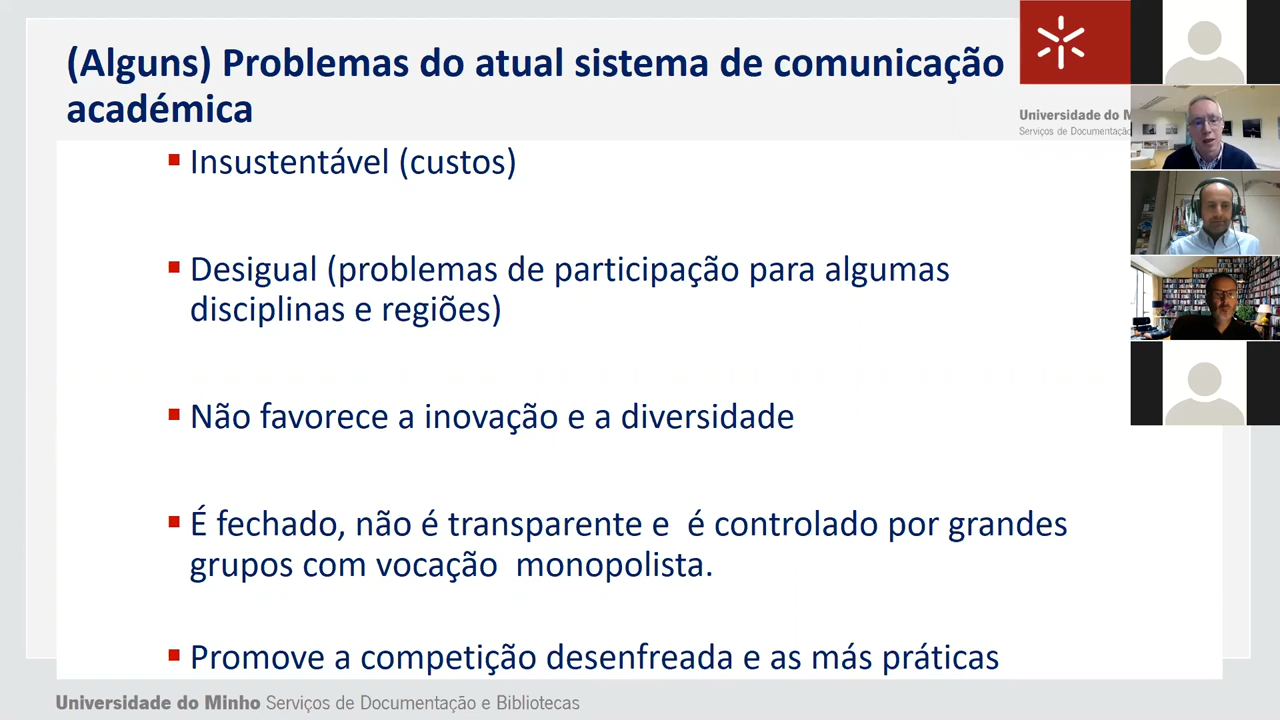 (Alguns) Problemas do atual sistema de comunicação
académica
Universidade do
Serviços de Documentação
Insustentável (custos)
Desigual (problemas de participação para algumas
disciplinas e regiões)
Não favorece a inovação e a diversidade
É fechado, não é transparente e é controlado por grandes
grupos com vocação monopolista.
Promove a competição desenfreada e as más práticas
Universidade do Minho Serviços de Documentação e Bibliotecas